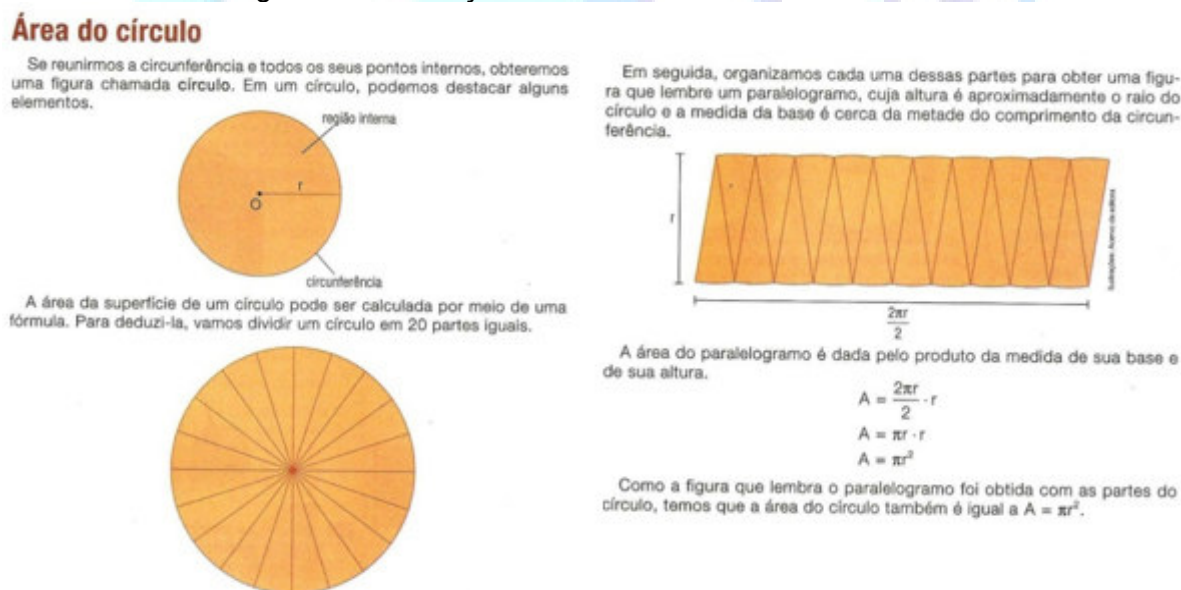 Área do círculo
Se reunirmos a circunferência e todos os seus pontos internos, obteremos
uma figura chamada círculo. Em um círculo, podemos destacar alguns
elementos.
região interna
r
O
circunferência
A área da superfície de um círculo pode ser calculada por meio de uma
fórmula. Para deduzi-la, vamos dividir um círculo em 20 partes iguais.
Em seguida, organizamos cada uma dessas partes para obter uma figu-
ra que lembre um paralelogramo, cuja altura é aproximadamente o raio do
círculo e a medida da base é cerca da metade do comprimento da circun-
ferência.
r
Ilustrações: Acervo da editora
2πr
2
A área do paralelogramo é dada pelo produto da medida de sua base e
de sua altura.
A = 2πr/2 · r
A = πr · r
A = πr²
Como a figura que lembra o paralelogramo foi obtida com as partes do
círculo, temos que a área do círculo também é igual a A = πr².